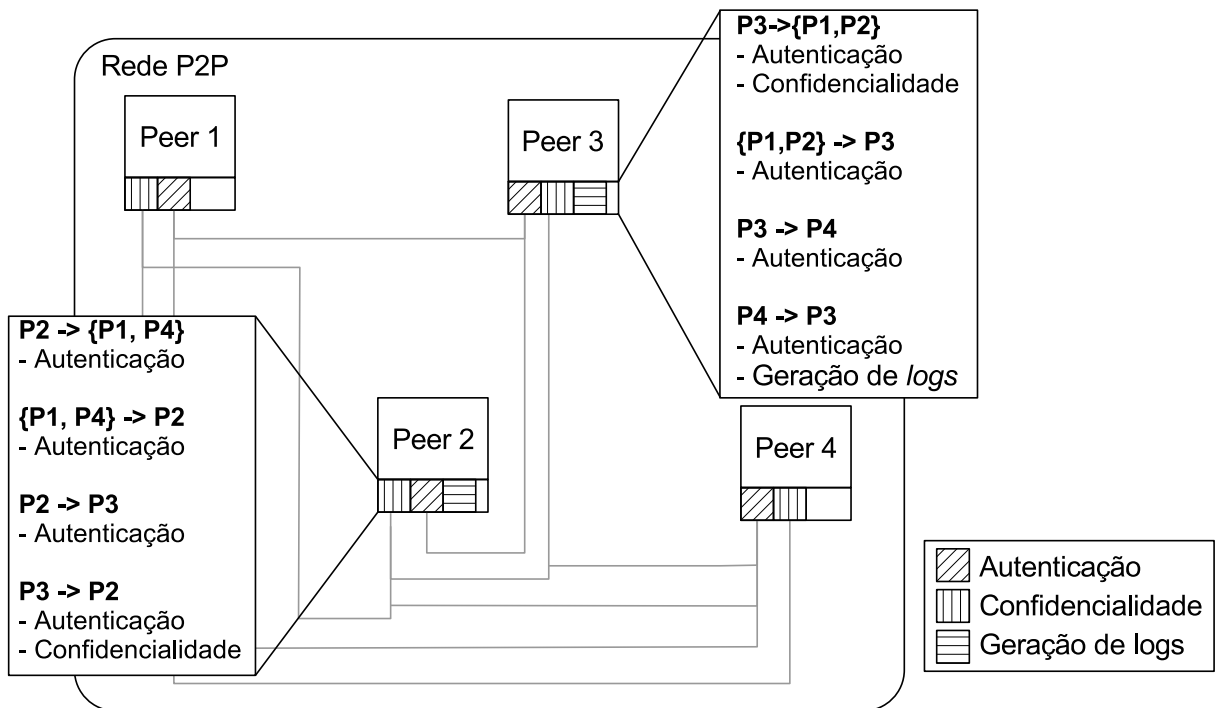 Rede P2P
Peer 1
Peer 3
P3->{P1,P2}
- Autenticação
- Confidencialidade
{P1,P2} -> P3
- Autenticação
P3 -> P4
- Autenticação
P4 -> P3
- Autenticação
- Geração de logs
P2 -> {P1, P4}
- Autenticação
{P1, P4} -> P2
- Autenticação
P2 -> P3
- Autenticação
P3 -> P2
- Autenticação
- Confidencialidade
Peer 2
Peer 4
Autenticação
Confidencialidade
Geração de logs